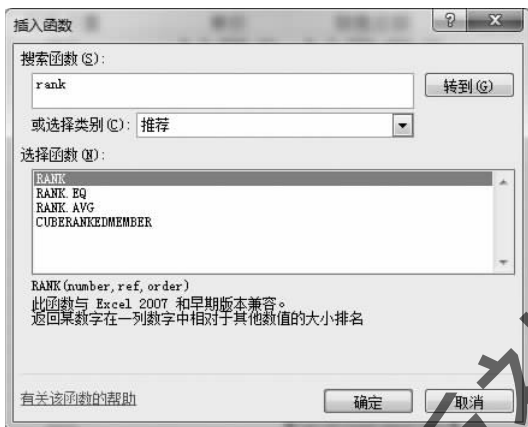 插入函数
搜索函数(S):
rank
转到(G)
或选择类别(C): 推荐
选择函数(N):
RANK
RANK.EQ
RANK.AVG
CUBERANKEDMEMBER
RANK(number,ref,order)
此函数与 Excel 2007 和早期版本兼容。
返回某数字在一列数字中相对于其他数值的大小排名
有关该函数的帮助
确定
取消